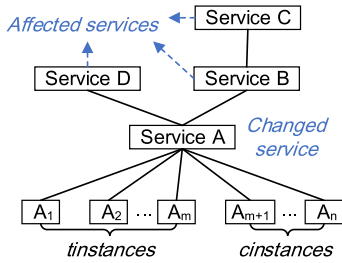 Service C
Affected services
Service D
Service B
Service A
Changed service
A1 A2 ... Am Am+1 ... An
tinstances cinstances